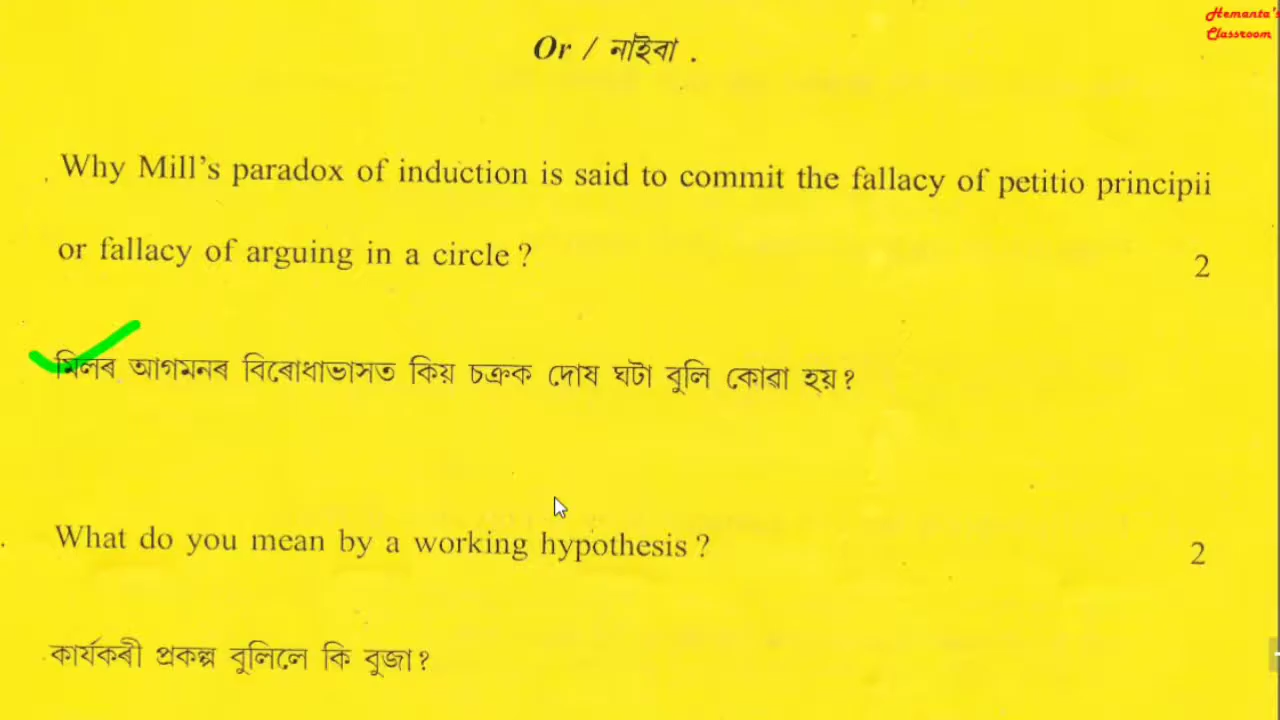 Hemanta's
Classroom
Or / নাইবা .
Why Mill's paradox of induction is said to commit the fallacy of petitio principii
or fallacy of arguing in a circle ?
2
মিলৰ আগমনৰ বিৰোধাভাসত কিয় চক্ৰক দোষ ঘটা বুলি কোৱা হয় ?
What do you mean by a working hypothesis ?
2
কাৰ্যকৰী প্ৰকল্প বুলিলে কি বুজা ?